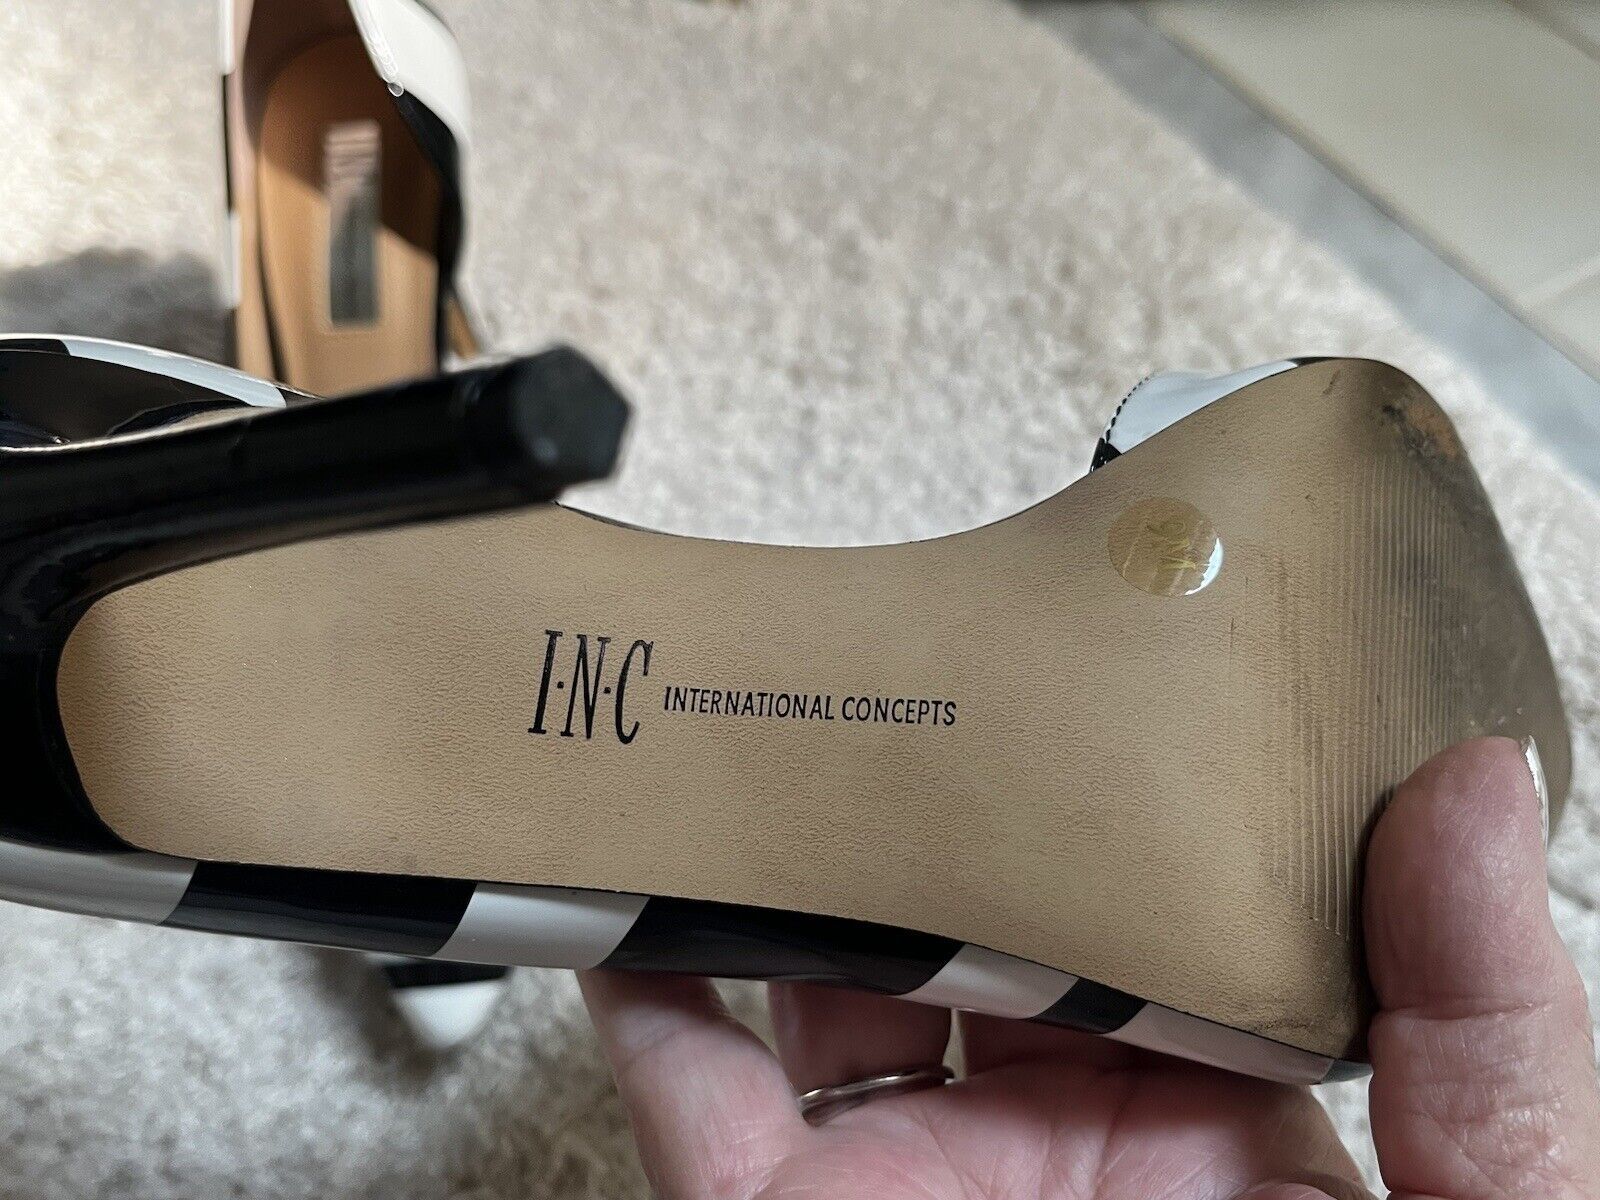 I·N·C INTERNATIONAL CONCEPTS